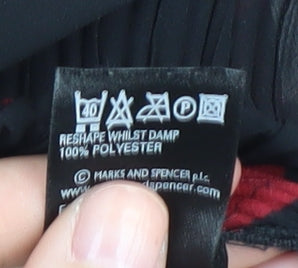 40 P
RESHAPE WHILST DAMP
100% POLYESTER
© MARKS AND SPENCER p.l.c.
www. dspencer.com